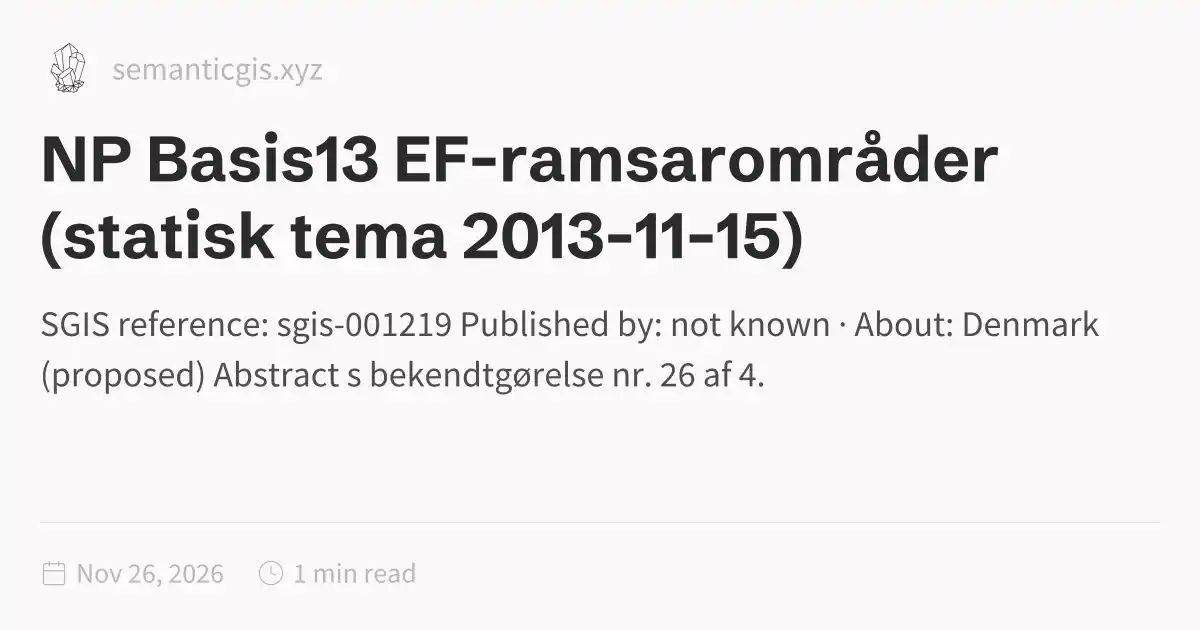 semanticgis.xyz
NP Basis13 EF-ramsarområder
(statisk tema 2013-11-15)
SGIS reference: sgis-001219 Published by: not known · About: Denmark
(proposed) Abstract s bekendtgørelse nr. 26 af 4.
Nov 26, 2026 1 min read